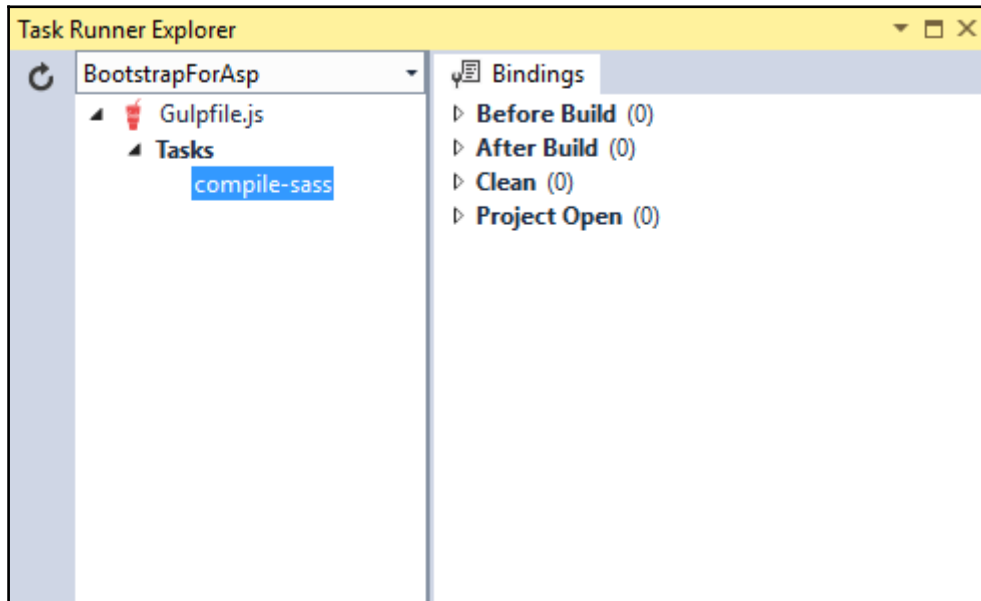 Task Runner Explorer
BootstrapForAsp
Gulpfile.js
Tasks
compile-sass
Bindings
Before Build (0)
After Build (0)
Clean (0)
Project Open (0)